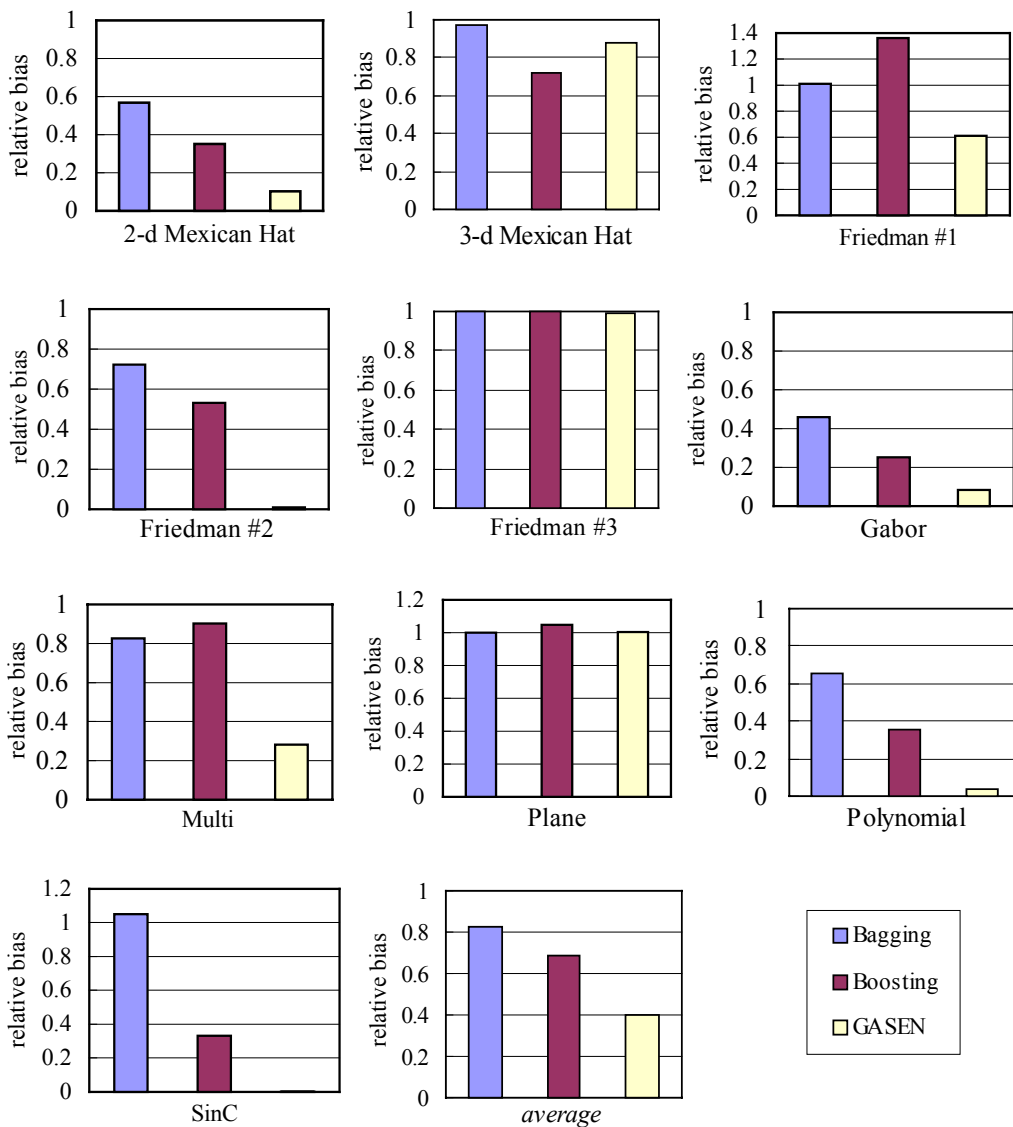 relative bias
1
0.8
0.6
0.4
0.2
0
2-d Mexican Hat
relative bias
1
0.8
0.6
0.4
0.2
0
3-d Mexican Hat
relative bias
1.4
1.2
1
0.8
0.6
0.4
0.2
0
Friedman #1
relative bias
1
0.8
0.6
0.4
0.2
0
Friedman #2
relative bias
1
0.8
0.6
0.4
0.2
0
Friedman #3
relative bias
1
0.8
0.6
0.4
0.2
0
Gabor
relative bias
1
0.8
0.6
0.4
0.2
0
Multi
relative bias
1.2
1
0.8
0.6
0.4
0.2
0
Plane
relative bias
1
0.8
0.6
0.4
0.2
0
Polynomial
relative bias
1.2
1
0.8
0.6
0.4
0.2
0
SinC
relative bias
1
0.8
0.6
0.4
0.2
0
average
Bagging
Boosting
GASEN